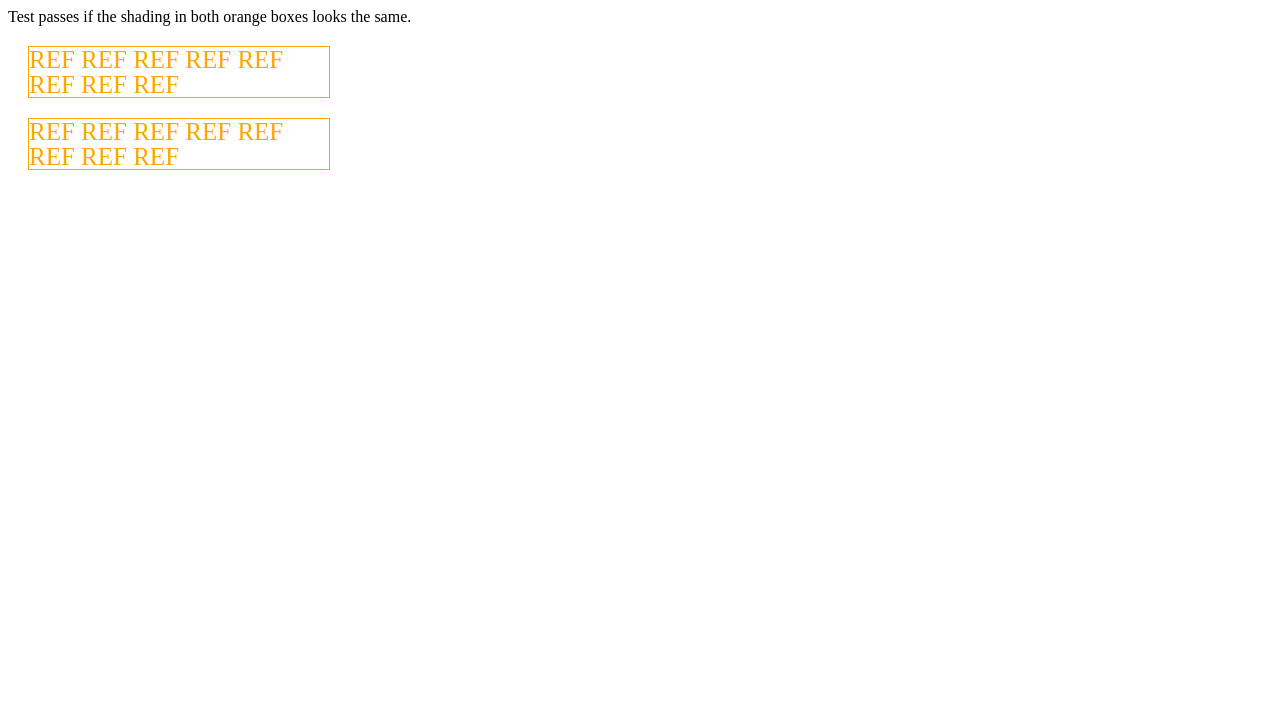 Test passes if the shading in both orange boxes looks the same.
REF REF REF REF REF
REF REF REF
REF REF REF REF REF
REF REF REF